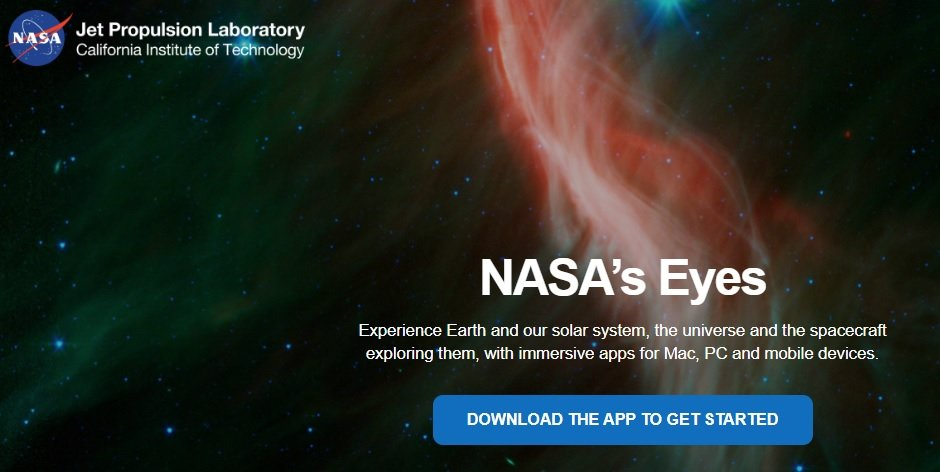 NASA
Jet Propulsion Laboratory
California Institute of Technology
NASA’s Eyes
Experience Earth and our solar system, the universe and the spacecraft
exploring them, with immersive apps for Mac, PC and mobile devices.
DOWNLOAD THE APP TO GET STARTED